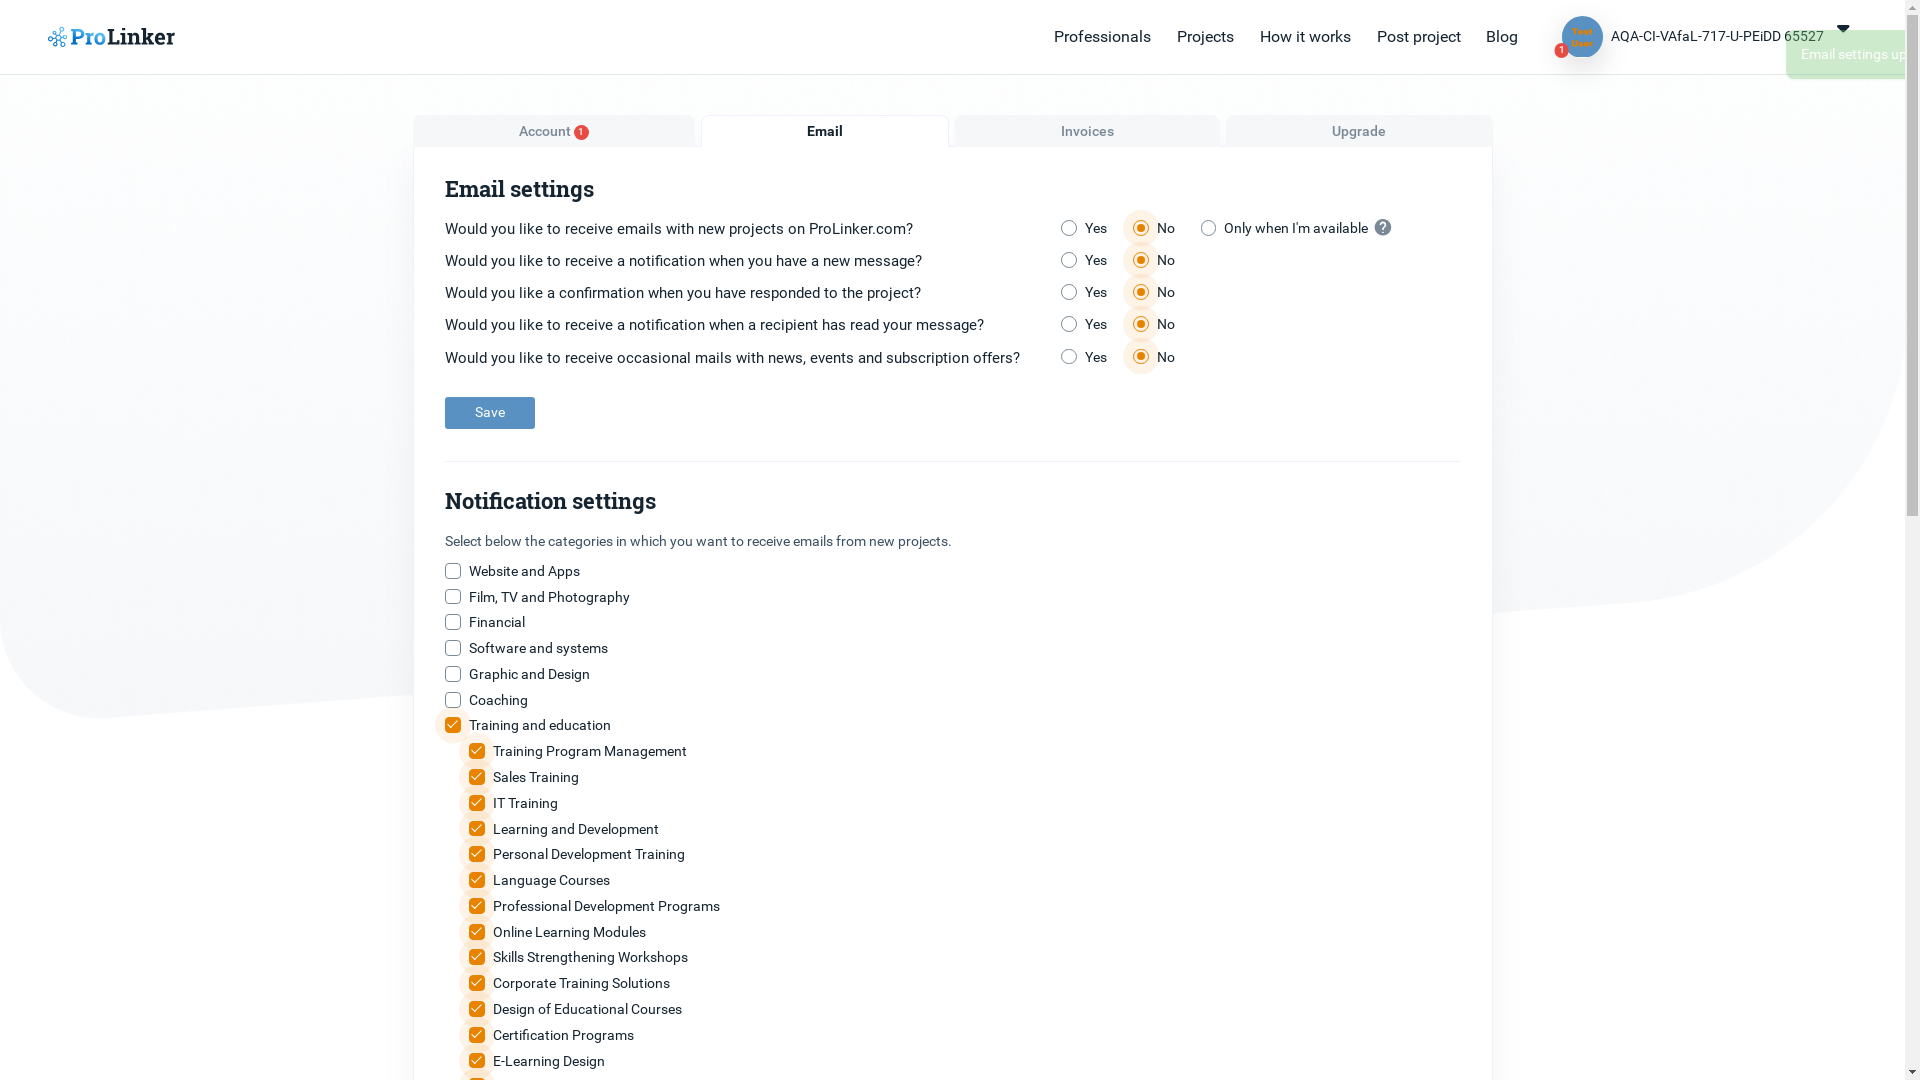 ProLinker
Professionals
Projects
How it works
Post project
Blog
Test User
1
AQA-CI-VAfaL-717-U-PEiDD 65527
Email settings up
Account 1
Email
Invoices
Upgrade
Email settings
Would you like to receive emails with new projects on ProLinker.com? Yes No Only when I'm available ?
Would you like to receive a notification when you have a new message? Yes No
Would you like a confirmation when you have responded to the project? Yes No
Would you like to receive a notification when a recipient has read your message? Yes No
Would you like to receive occasional mails with news, events and subscription offers? Yes No
Save
Notification settings
Select below the categories in which you want to receive emails from new projects.
Website and Apps
Film, TV and Photography
Financial
Software and systems
Graphic and Design
Coaching
Training and education
Training Program Management
Sales Training
IT Training
Learning and Development
Personal Development Training
Language Courses
Professional Development Programs
Online Learning Modules
Skills Strengthening Workshops
Corporate Training Solutions
Design of Educational Courses
Certification Programs
E-Learning Design